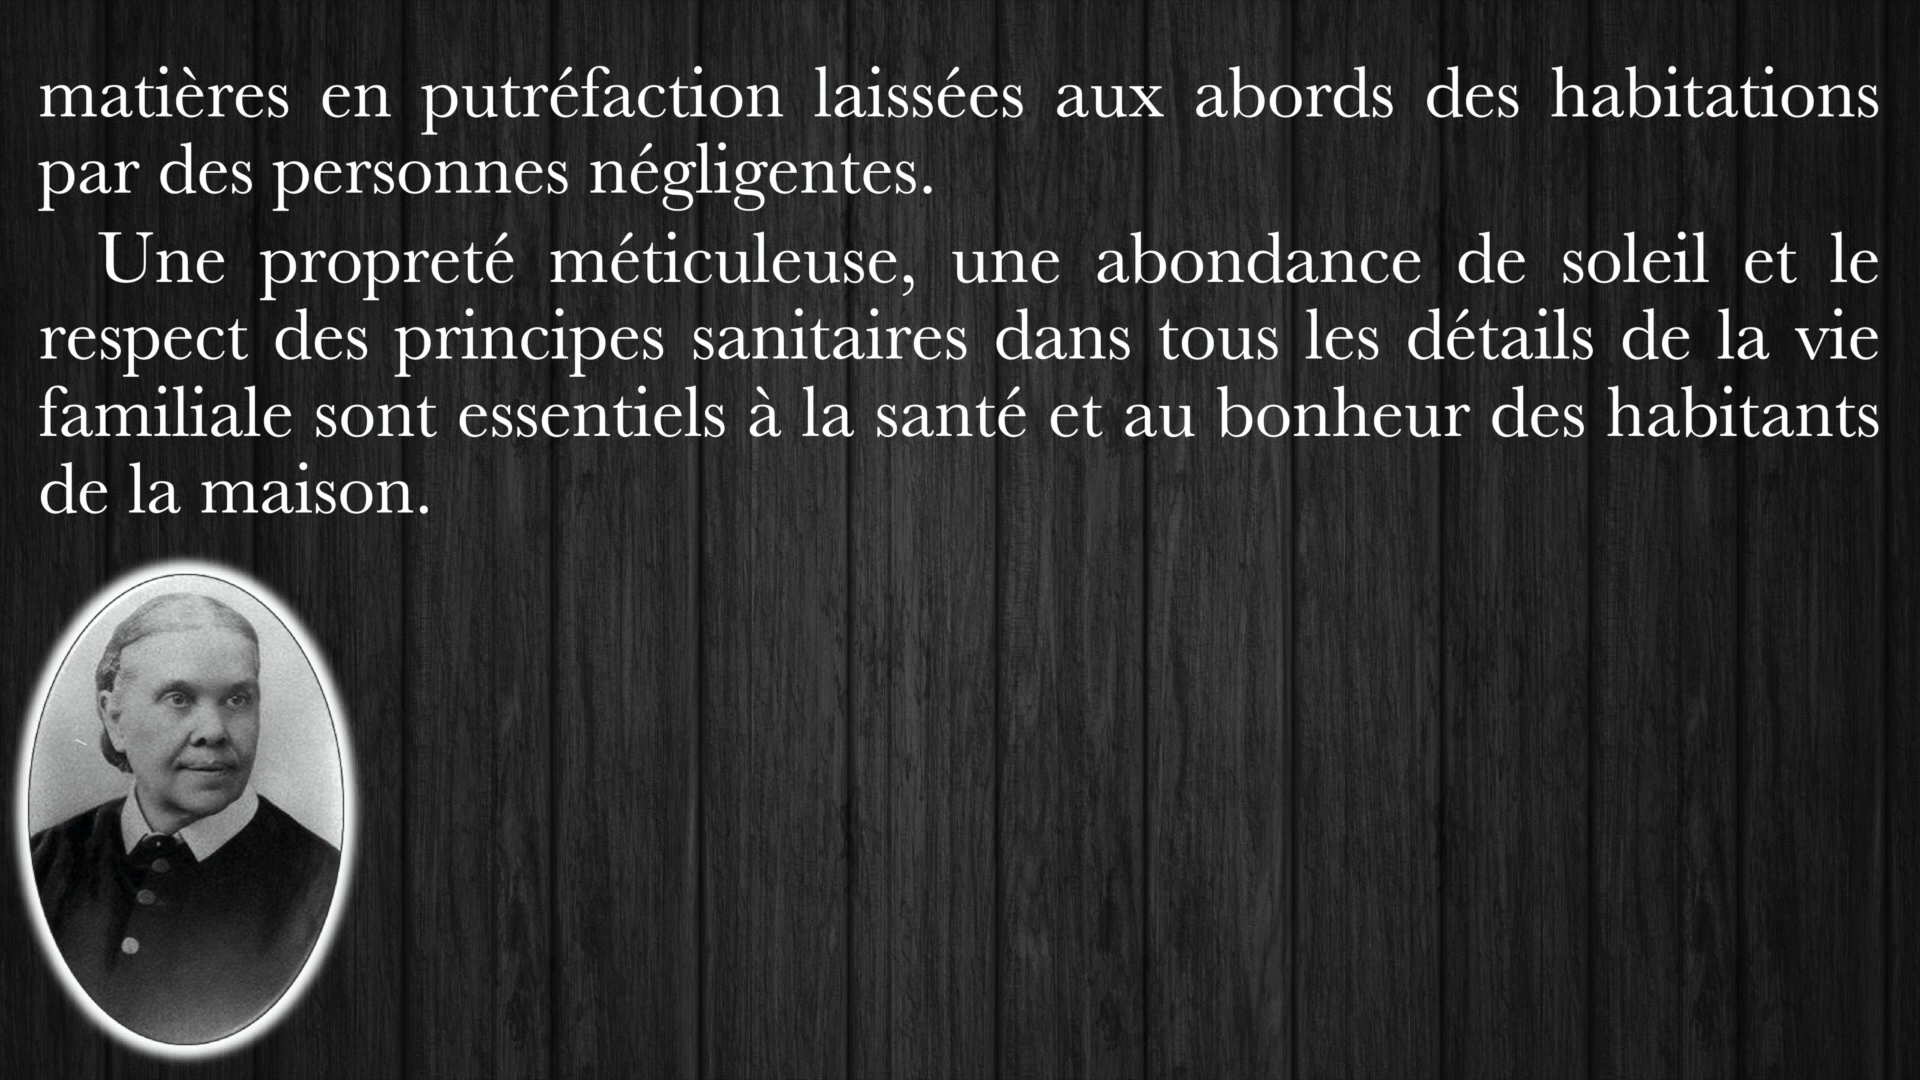 matières en putréfaction laissées aux abords des habitations
par des personnes négligentes.
Une propreté méticuleuse, une abondance de soleil et le
respect des principes sanitaires dans tous les détails de la vie
familiale sont essentiels à la santé et au bonheur des habitants
de la maison.